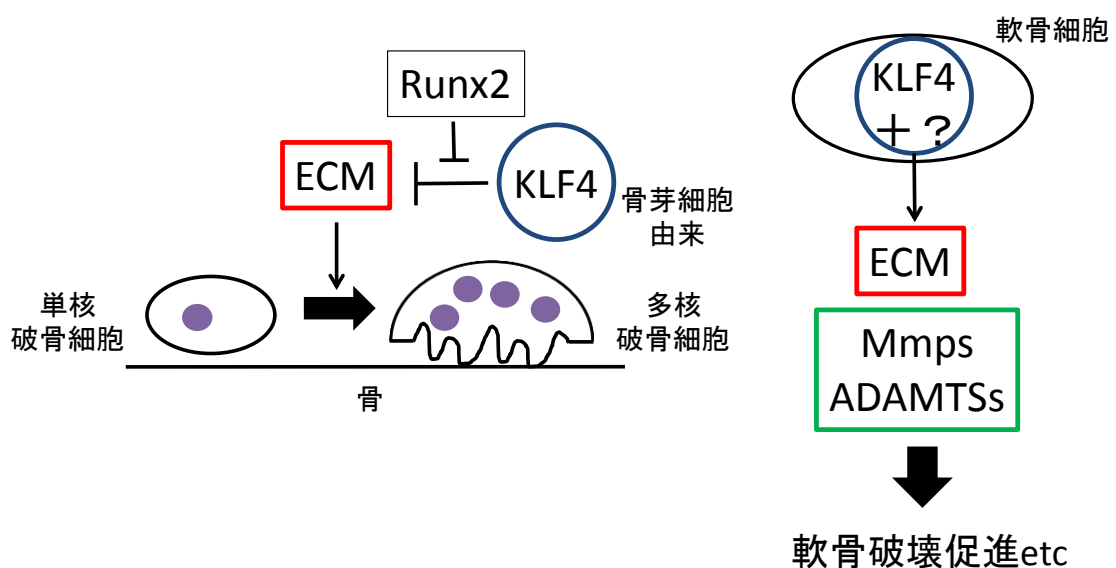 Runx2
ECM
KLF4
骨芽細胞
由来
単核
破骨細胞
多核
破骨細胞
骨
軟骨細胞
KLF4
＋？
ECM
Mmps
ADAMTSs
軟骨破壊促進etc